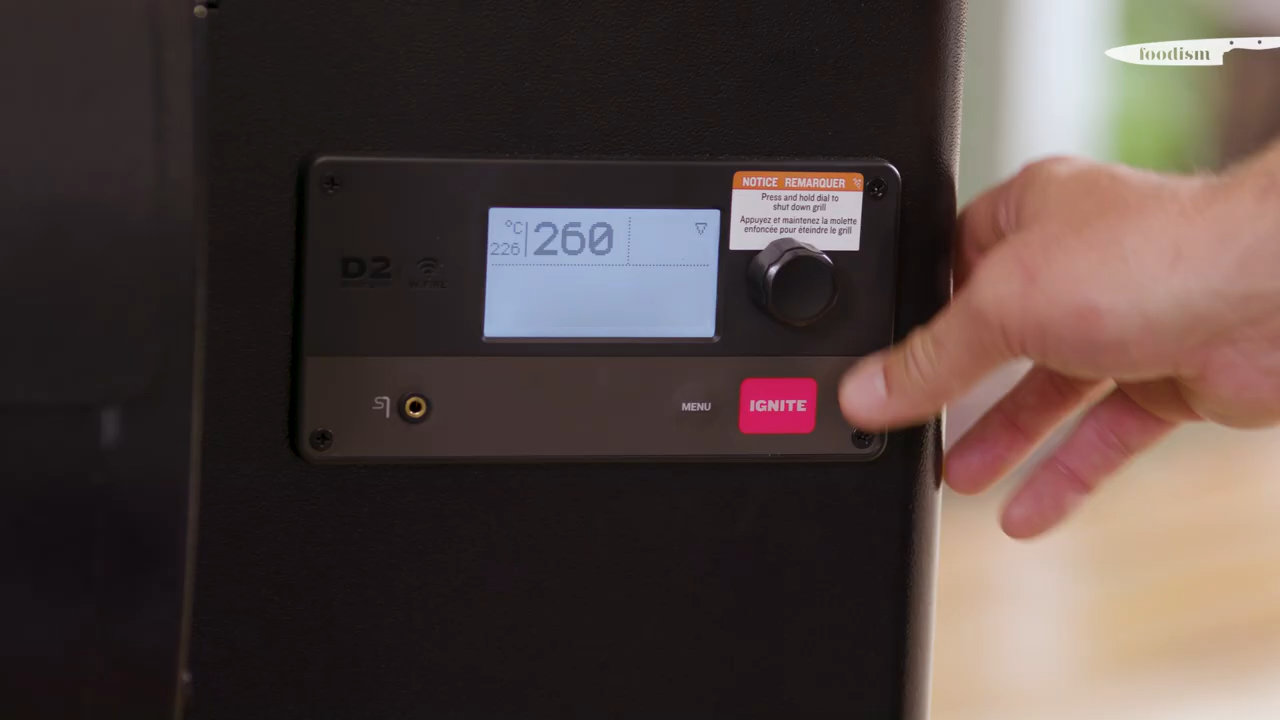 foodism
NOTICE REMARQUER
Press and hold dial to
shut down grill
Appuyez et maintenez la molette
enfoncée pour éteindre le grill
°C
226
260
D2
WiFIRE
MENU
IGNITE